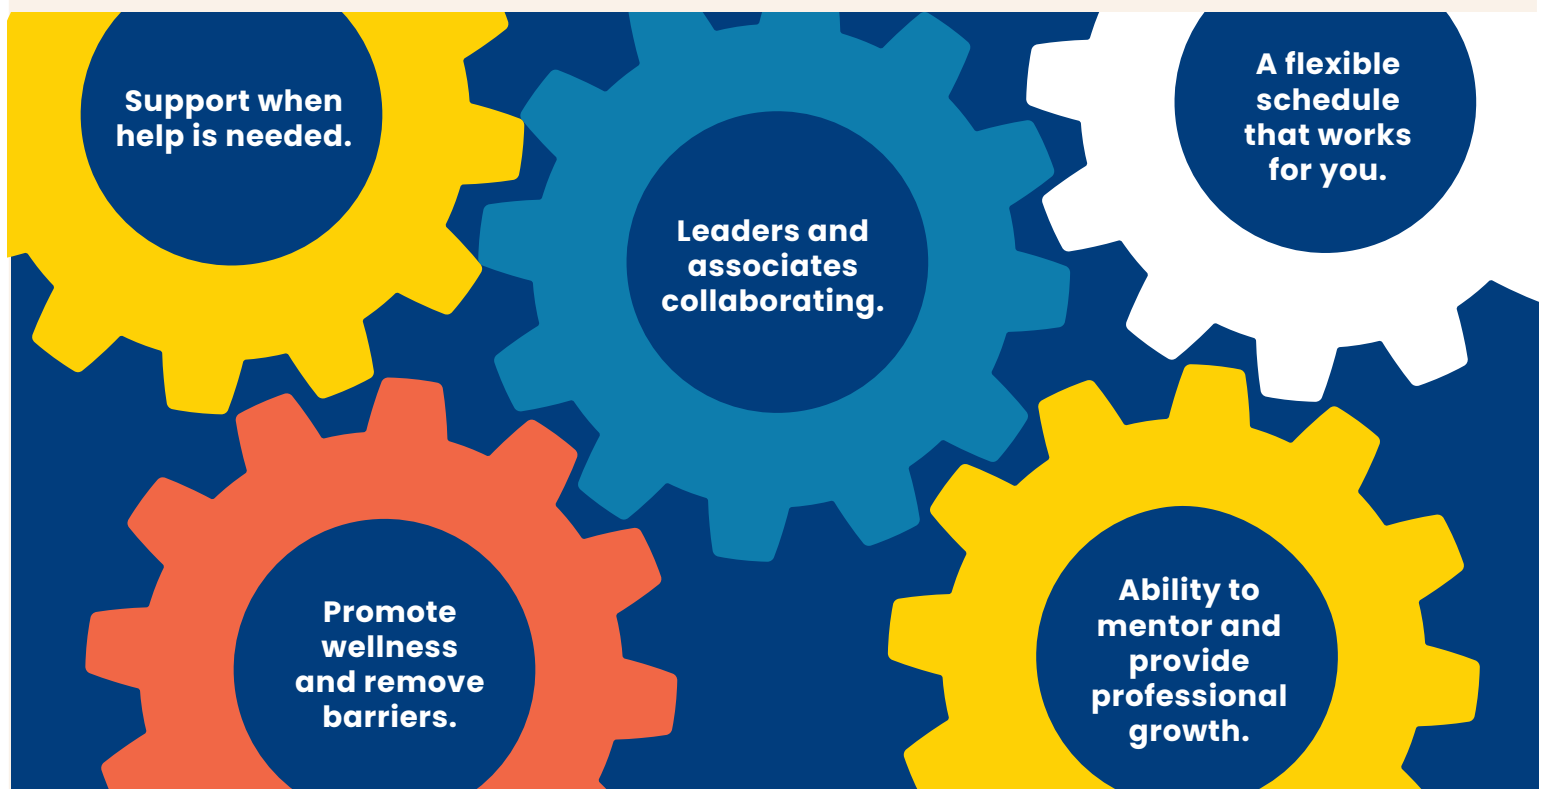 Support when
help is needed.
Leaders and
associates
collaborating.
A flexible
schedule
that works
for you.
Promote
wellness
and remove
barriers.
Ability to
mentor and
provide
professional
growth.